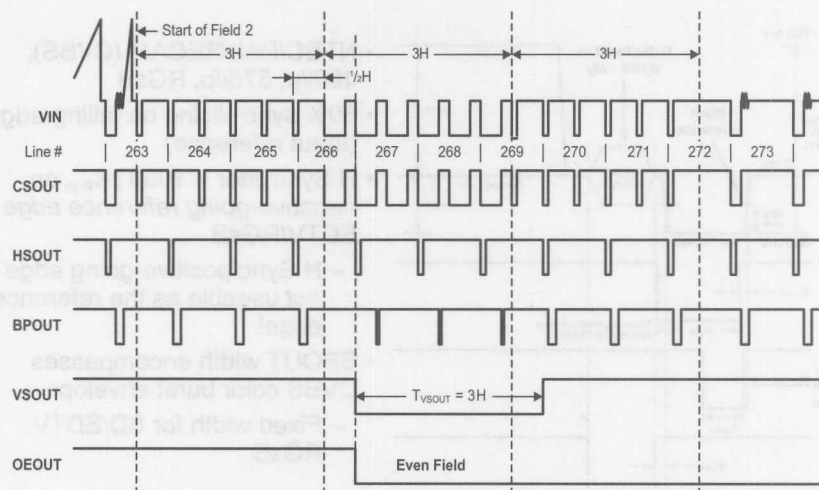 Start of Field 2
3H
3H
3H
½H
VIN
Line # 263 264 265 266 267 268 269 270 271 272 273
CSOUT
HSOUT
BPOUT
VSOUT
TVSOUT = 3H
OEOUT
Even Field